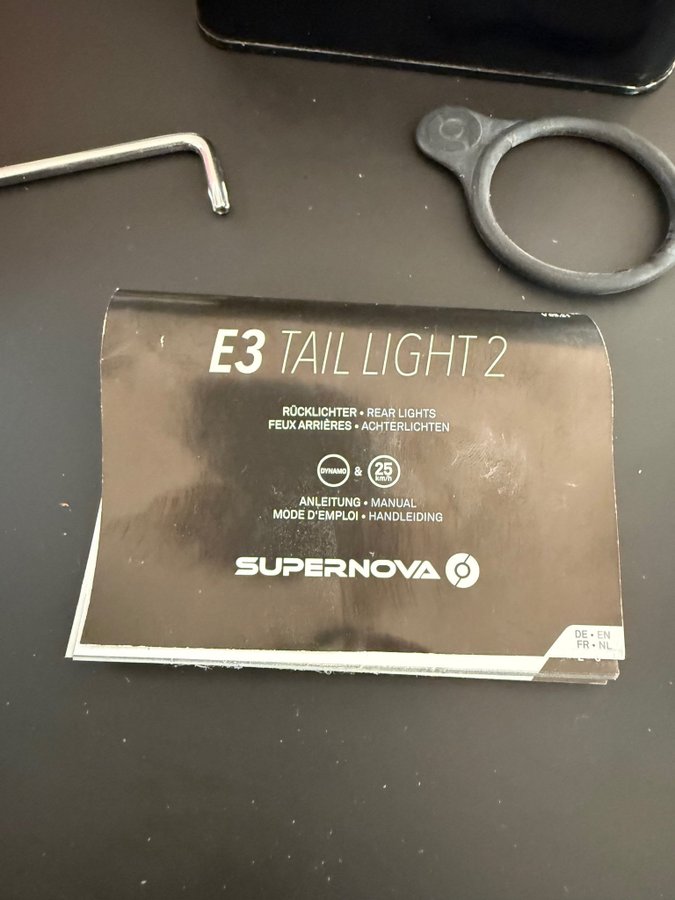 E3 TAIL LIGHT 2
RÜCKLICHTER • REAR LIGHTS
FEUX ARRIÈRES • ACHTERLICHTEN
DYNAMO & 25 km/h
ANLEITUNG • MANUAL
MODE D'EMPLOI • HANDLEIDING
SUPERNOVA
DE • EN
FR • NL